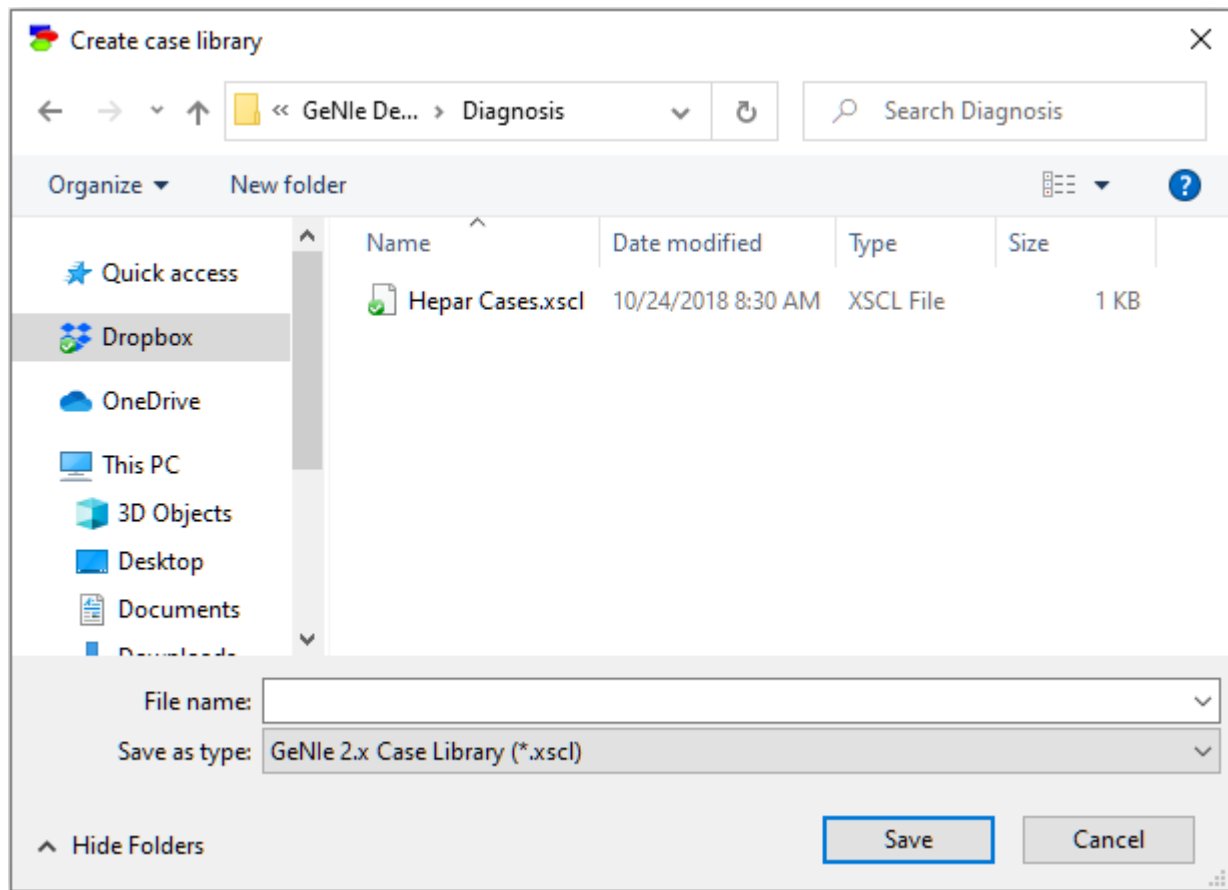 Create case library
« GeNIe De... › Diagnosis
Search Diagnosis
Organize
New folder
Name Date modified Type Size
Quick access
Hepar Cases.xscl 10/24/2018 8:30 AM XSCL File 1 KB
Dropbox
OneDrive
This PC
3D Objects
Desktop
Documents
Downloads
File name:
Save as type: GeNIe 2.x Case Library (*.xscl)
Hide Folders
Save
Cancel